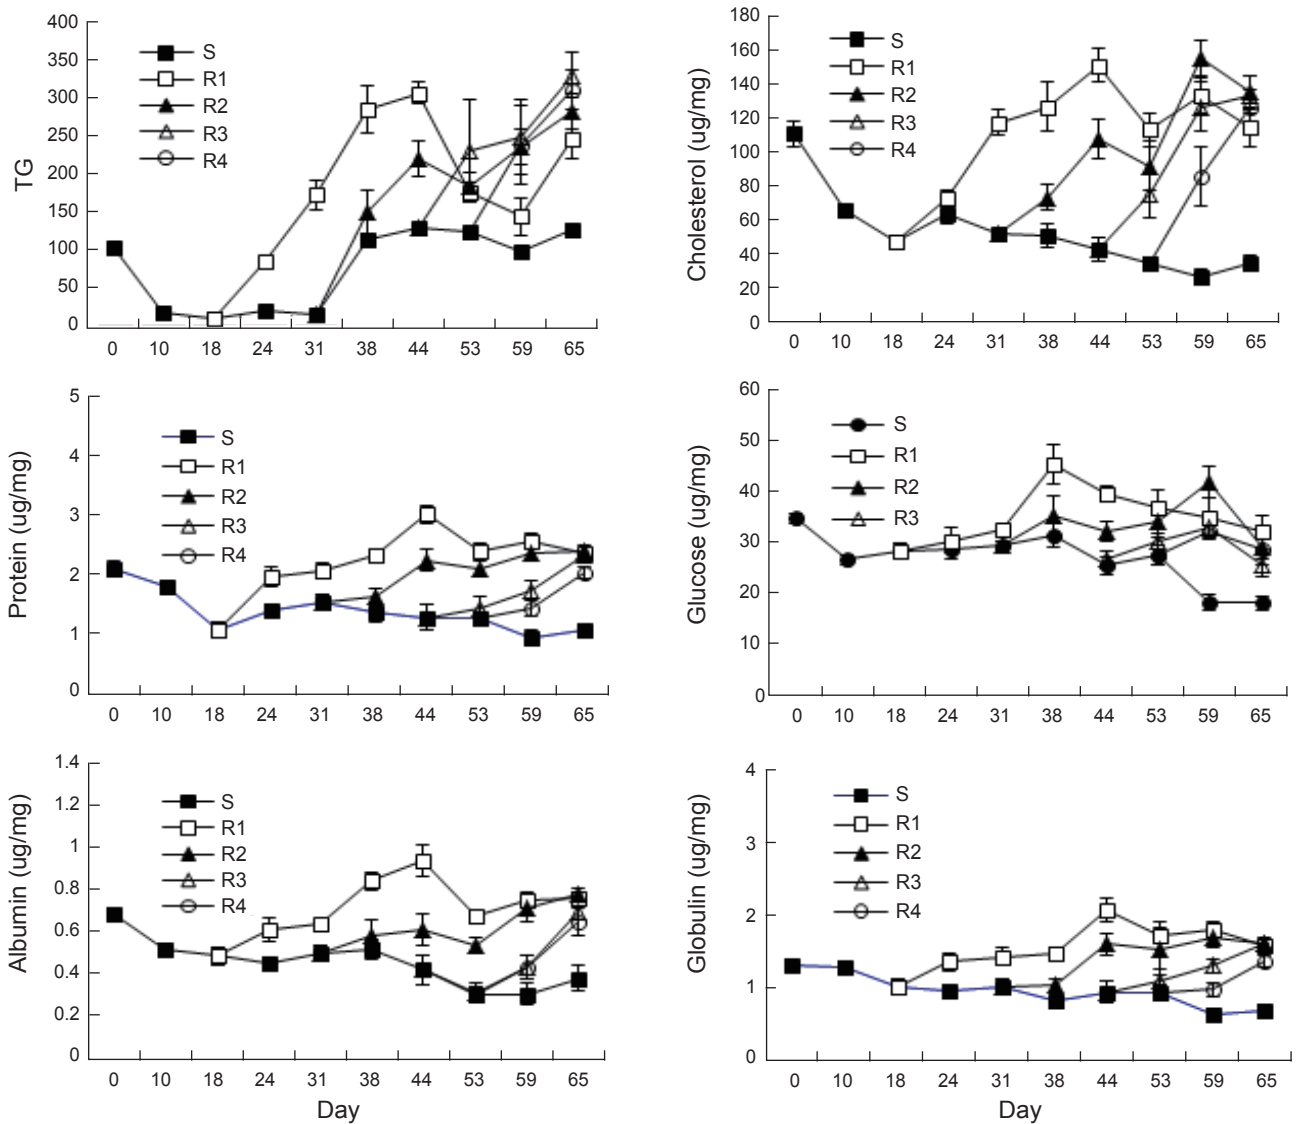 400
350
300
250
200
150
100
50
0
TG
S
R1
R2
R3
R4
0 10 18 24 31 38 44 53 59 65
180
160
140
120
100
80
60
40
20
0
Cholesterol (ug/mg)
S
R1
R2
R3
R4
0 10 18 24 31 38 44 53 59 65
5
4
3
2
1
0
Protein (ug/mg)
S
R1
R2
R3
R4
0 10 18 24 31 38 44 53 59 65
60
50
40
30
20
10
0
Glucose (ug/mg)
S
R1
R2
R3
0 10 18 24 31 38 44 53 59 65
1.4
1.2
1
0.8
0.6
0.4
0.2
0
Albumin (ug/mg)
S
R1
R2
R3
R4
0 10 18 24 31 38 44 53 59 65
Day
4
3
2
1
0
Globulin (ug/mg)
S
R1
R2
R3
R4
0 10 18 24 31 38 44 53 59 65
Day